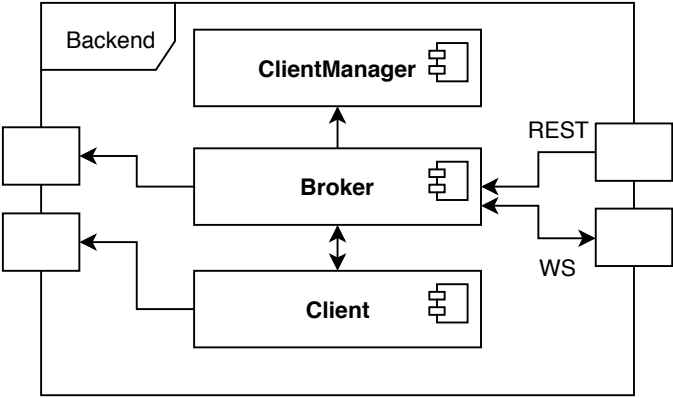 Backend
ClientManager
REST
Broker
WS
Client